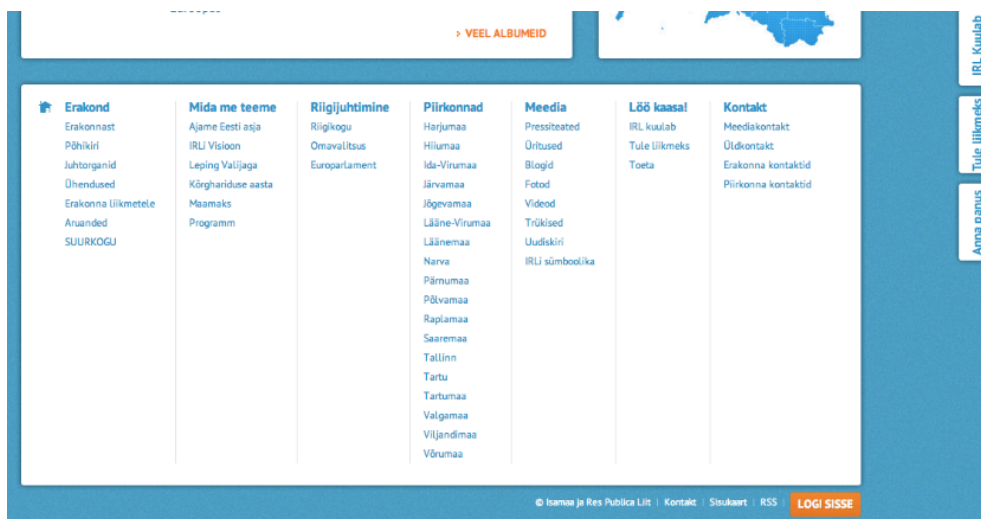 > VEEL ALBUMEID
IRL Kuulab
Tule liikmeks
Anna panus
Erakond
Erakonnast
Põhikiri
Juhtorganid
Ühendused
Erakonna liikmetele
Aruanded
SUURKOGU
Mida me teeme
Ajame Eesti asja
IRLi Visioon
Leping Valijaga
Kõrghariduse aasta
Maamaks
Programm
Riigijuhtimine
Riigikogu
Omavalitsus
Europarlament
Piirkonnad
Harjumaa
Hiiumaa
Ida-Virumaa
Järvamaa
Jõgevamaa
Lääne-Virumaa
Läänemaa
Narva
Pärnumaa
Põlvamaa
Raplamaa
Saaremaa
Tallinn
Tartu
Tartumaa
Valgamaa
Viljandimaa
Võrumaa
Meedia
Pressiteated
Üritused
Blogid
Fotod
Videod
Trükised
Uudiskiri
IRLi sümboolika
Löö kaasa!
IRL kuulab
Tule liikmeks
Toeta
Kontakt
Meediakontakt
Üldkontakt
Erakonna kontaktid
Piirkonna kontaktid
© Isamaa ja Res Publica Liit | Kontakt | Sisukaart | RSS | LOGI SISSE